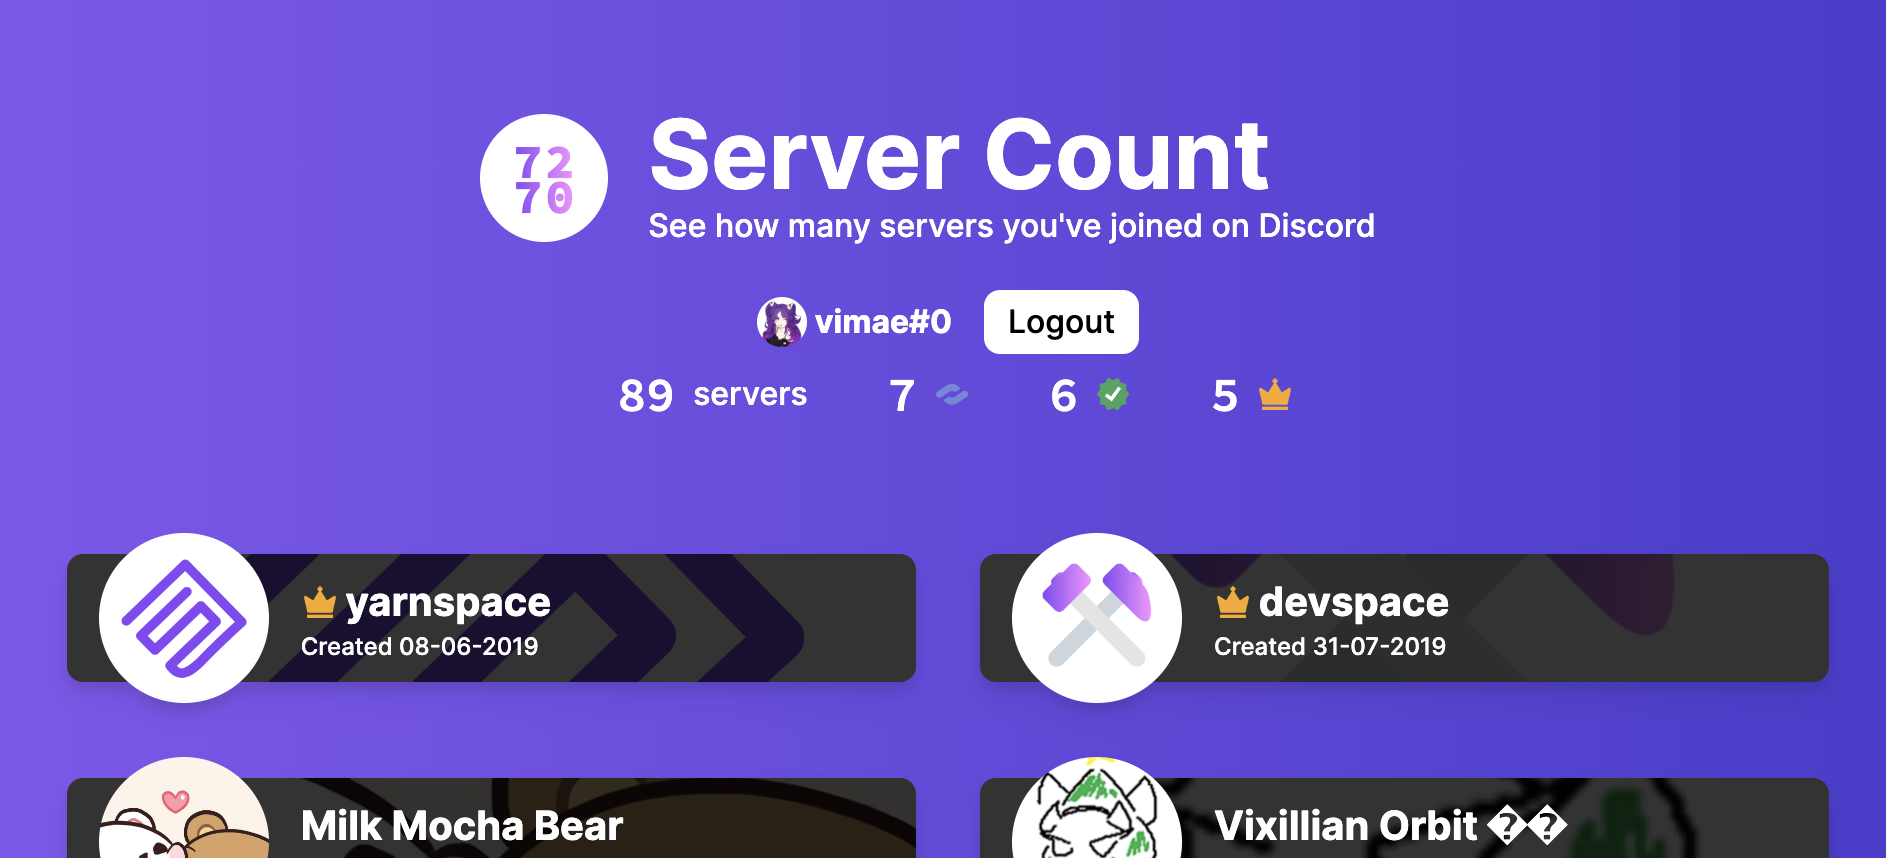 72
70
Server Count
See how many servers you've joined on Discord
vimae#0
Logout
89 servers
7
6
5
yarnspace
Created 08-06-2019
devspace
Created 31-07-2019
Milk Mocha Bear
Vixillian Orbit ��